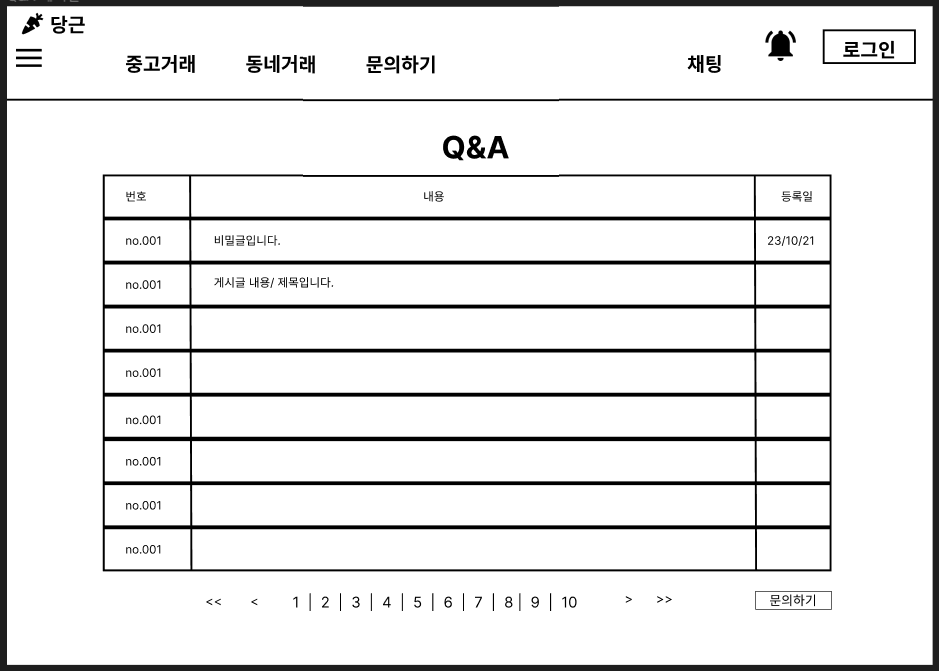 당근
중고거래 동네거래 문의하기 채팅 로그인
Q&A
번호 내용 등록일
no.001 비밀글입니다. 23/10/21
no.001 게시글 내용/ 제목입니다.
no.001
no.001
no.001
no.001
no.001
no.001
<< < 1 | 2 | 3 | 4 | 5 | 6 | 7 | 8 | 9 | 10 > >> 문의하기